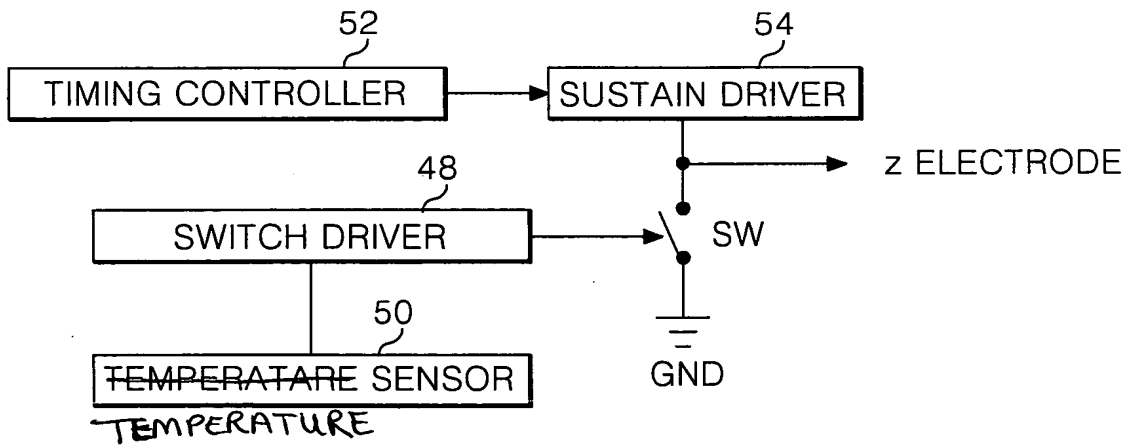 52
54
TIMING CONTROLLER
SUSTAIN DRIVER
z ELECTRODE
48
SWITCH DRIVER
SW
50
TEMPERATARE SENSOR
GND
TEMPERATURE